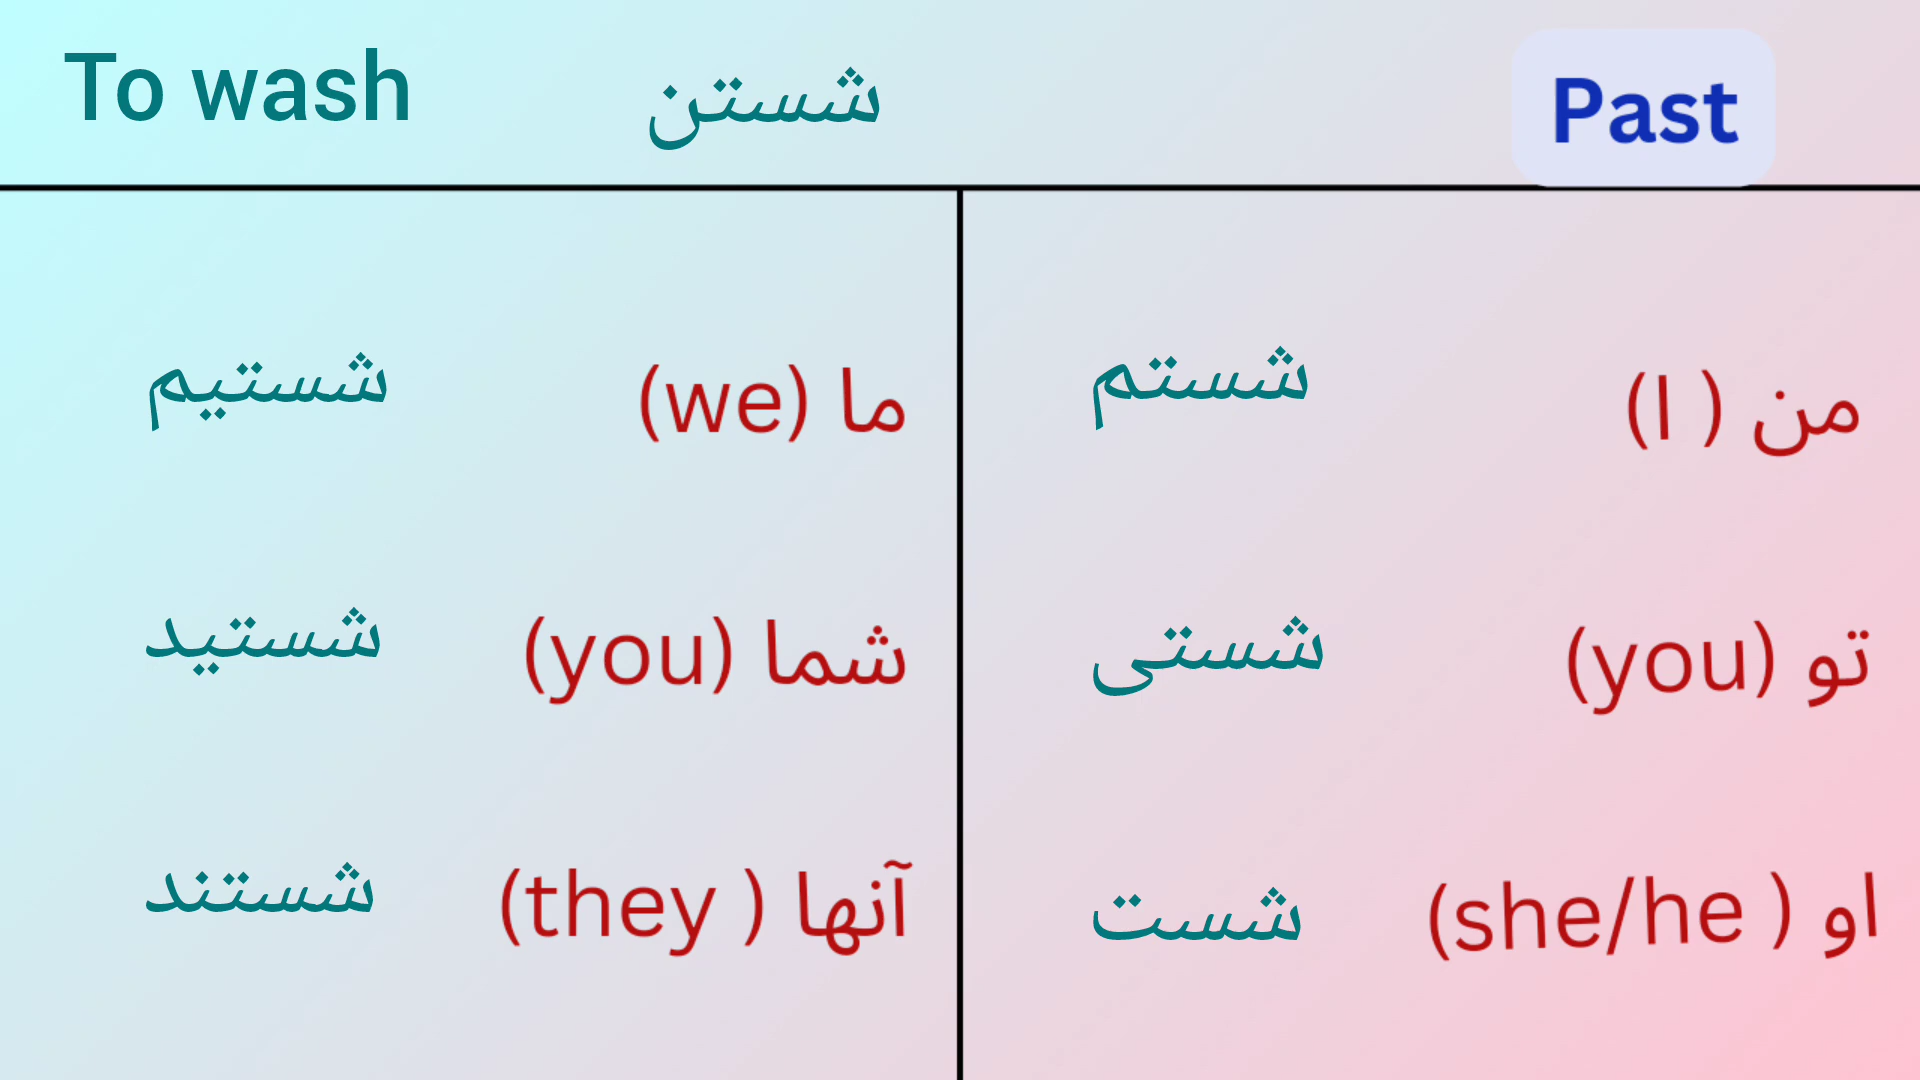 To wash شستن Past
من ( I) شستم
تو (you) شستی
او ( she/he) شست
ما (we) شستیم
شما (you) شستید
آنها ( they) شستند